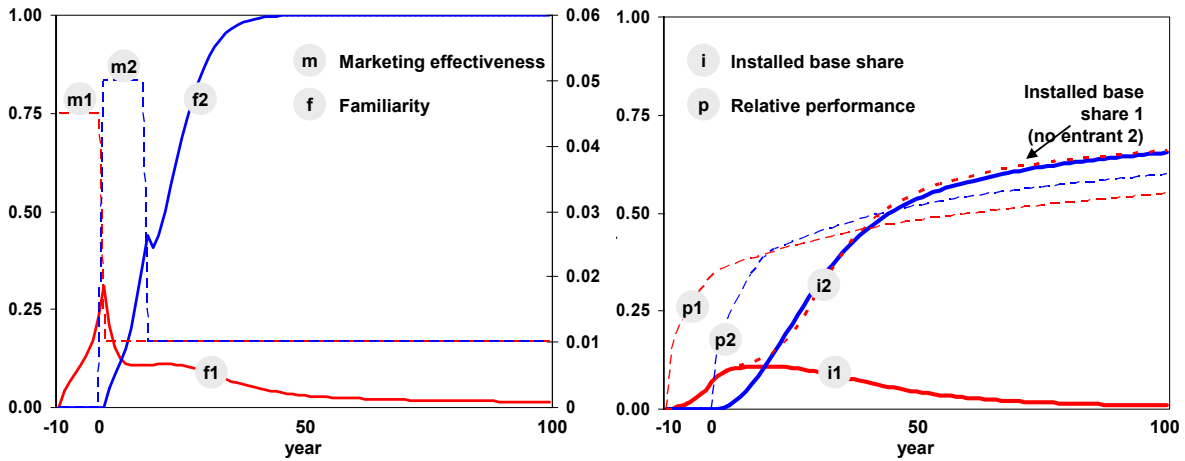 1.00
0.75
0.50
0.25
0.00
0.06
0.05
0.04
0.03
0.02
0.01
0
-10
0
50
100
year
m Marketing effectiveness
f Familiarity
m1
m2
f2
f1
1.00
0.75
0.50
0.25
0.00
-10
0
50
100
year
i Installed base share
p Relative performance
Installed base
share 1
(no entrant 2)
p1
p2
i2
i1